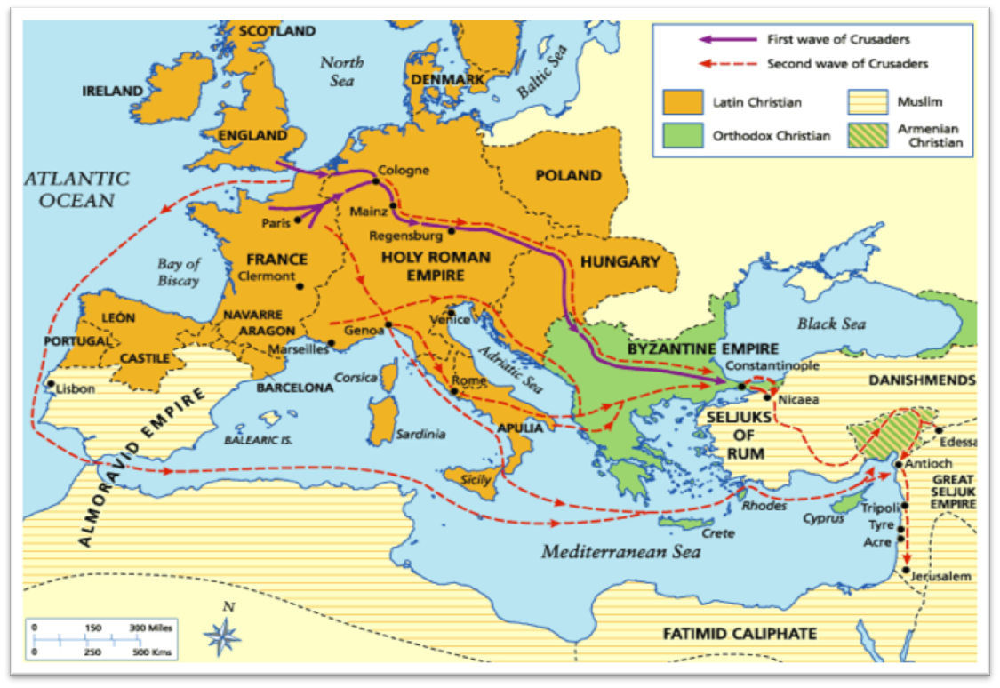 SCOTLAND
North
Sea
IRELAND
DENMARK
Baltic Sea
ENGLAND
First wave of Crusaders
Second wave of Crusaders
Latin Christian
Muslim
Orthodox Christian
Armenian
Christian
ATLANTIC
OCEAN
Cologne
POLAND
Paris
Mainz
Regensburg
Bay of
Biscay
FRANCE
Clermont
HOLY ROMAN
EMPIRE
HUNGARY
LEÓN
NAVARRE
ARAGON
PORTUGAL
CASTILE
Marseilles
Genoa
Venice
Black Sea
BYZANTINE EMPIRE
Constantinople
Lisbon
BARCELONA
Corsica
Adriatic Sea
Rome
Nicaea
DANISHMENDS
ALMORAVID EMPIRE
BALEARIC IS.
Sardinia
APULIA
SELJUKS
OF
RUM
Edessa
Sicily
Antioch
GREAT
SELJUK
EMPIRE
Rhodes
Cyprus
Tripoli
Tyre
Acre
Crete
Mediterranean Sea
Jerusalem
N
0 150 300 Miles
0 250 500 Kms
FATIMID CALIPHATE